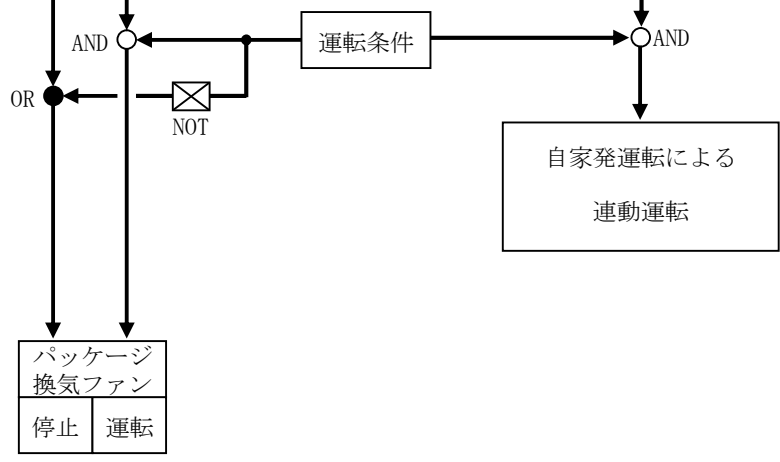 AND
運転条件
AND
OR
NOT
自家発運転による
連動運転
パッケージ
換気ファン
停止
運転